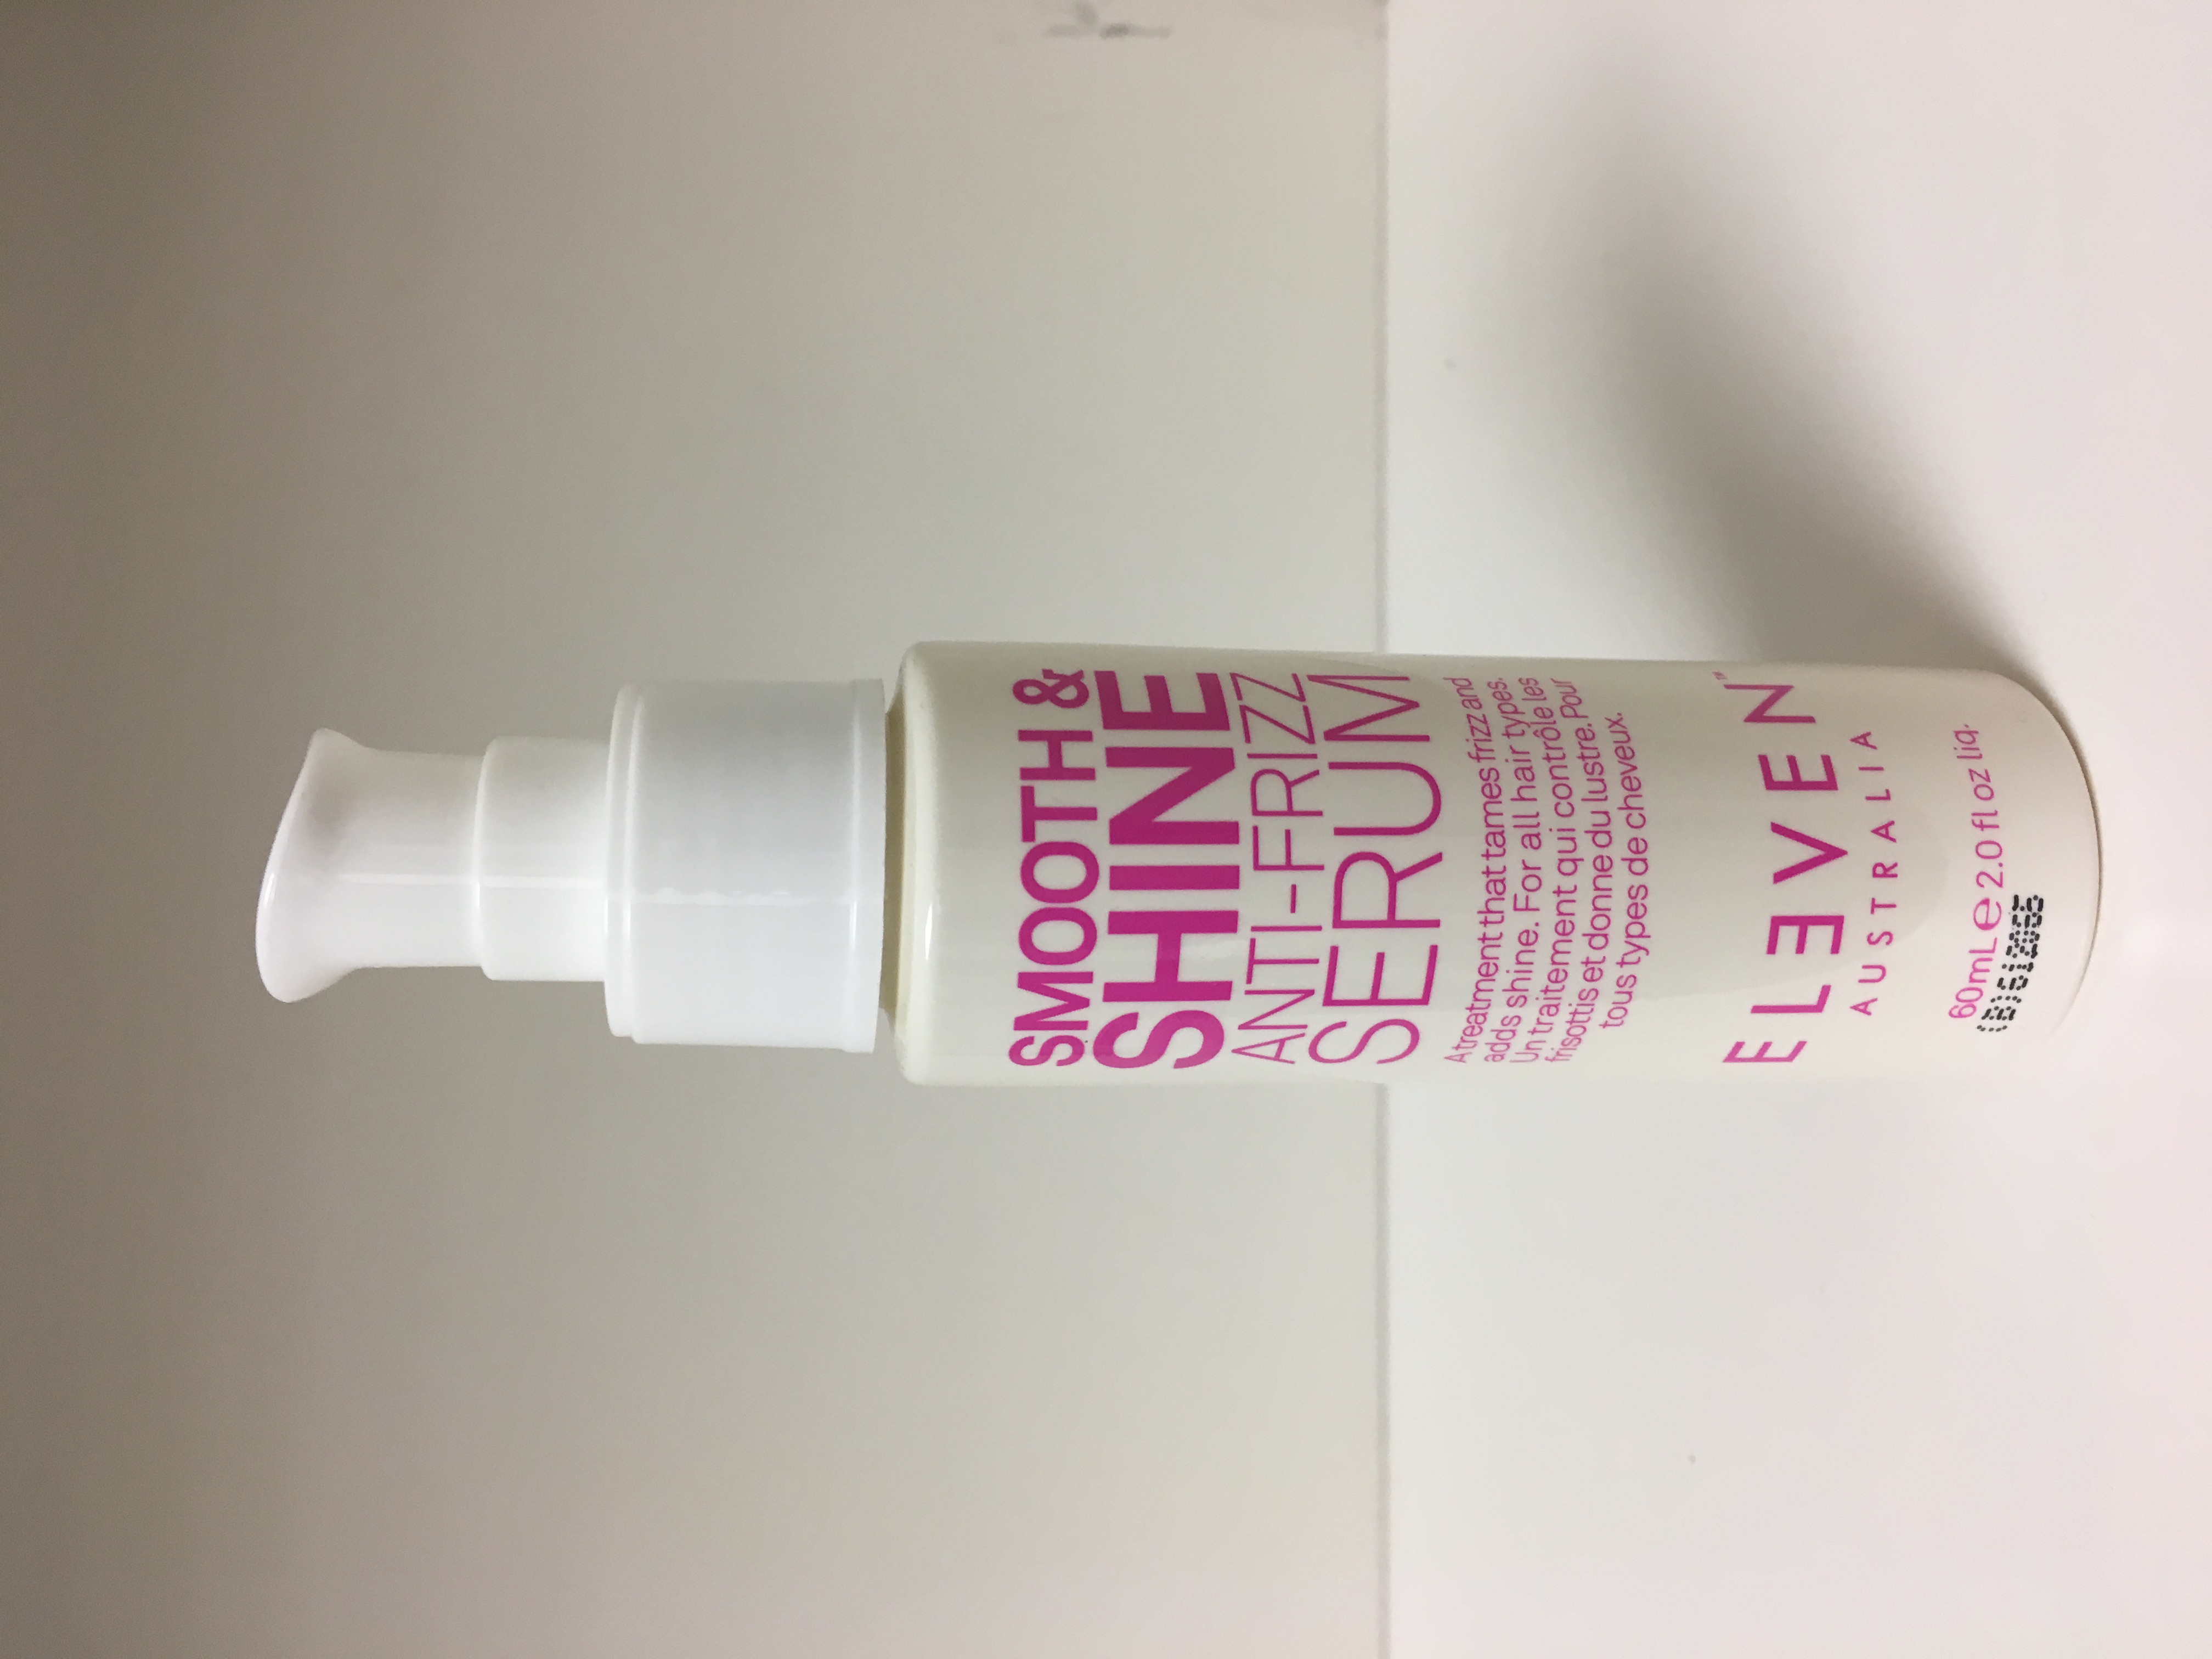 SMOOTH &
SHINE
ANTI-FRIZZ
SERUM
A treatment that tames frizz and
adds shine. For all hair types.
Un traitement qui contrôle les
frisottis et donne du lustre. Pour
tous types de cheveux.
ELEVEN™
AUSTRALIA
60mL ℮ 2.0 fl oz liq.